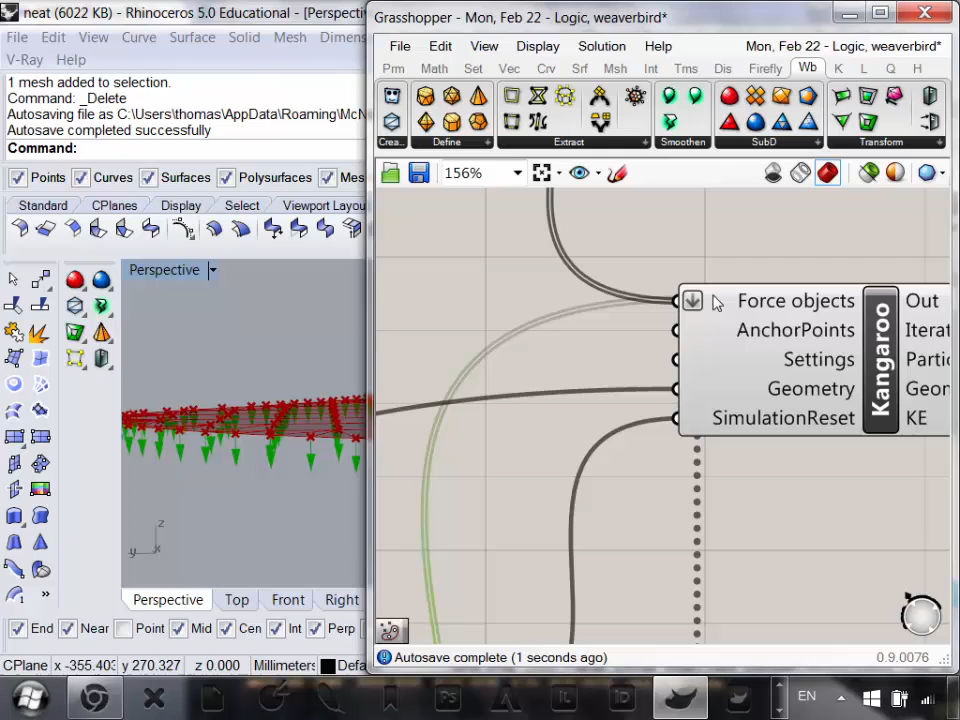 neat (6022 KB) - Rhinoceros 5.0 Educational - [Perspecti
File Edit View Curve Surface Solid Mesh Dimens
V-Ray Help
1 mesh added to selection.
Command: _Delete
Autosaving file as C:\Users\thomas\AppData\Roaming\McN
Autosave completed successfully
Command:
Points Curves Surfaces Polysurfaces Mes
Standard CPlanes Display Select Viewport Layou
Perspective
z
y
x
Perspective Top Front Right
End Near Point Mid Cen Int Perp
CPlane x -355.403 y 270.327 z 0.000 Millimeters Defa
Grasshopper - Mon, Feb 22 - Logic, weaverbird*
File Edit View Display Solution Help Mon, Feb 22 - Logic, weaverbird*
Prm Math Set Vec Crv Srf Msh Int Tms Dis Firefly Wb K L Q H
Crea... Define Extract Smoothen SubD Transform
156%
Force objects Out
AnchorPoints Iterat
Settings Partic
Geometry Geon
SimulationReset KE
Kangaroo
Autosave complete (1 seconds ago) 0.9.0076
Ps IL ID EN